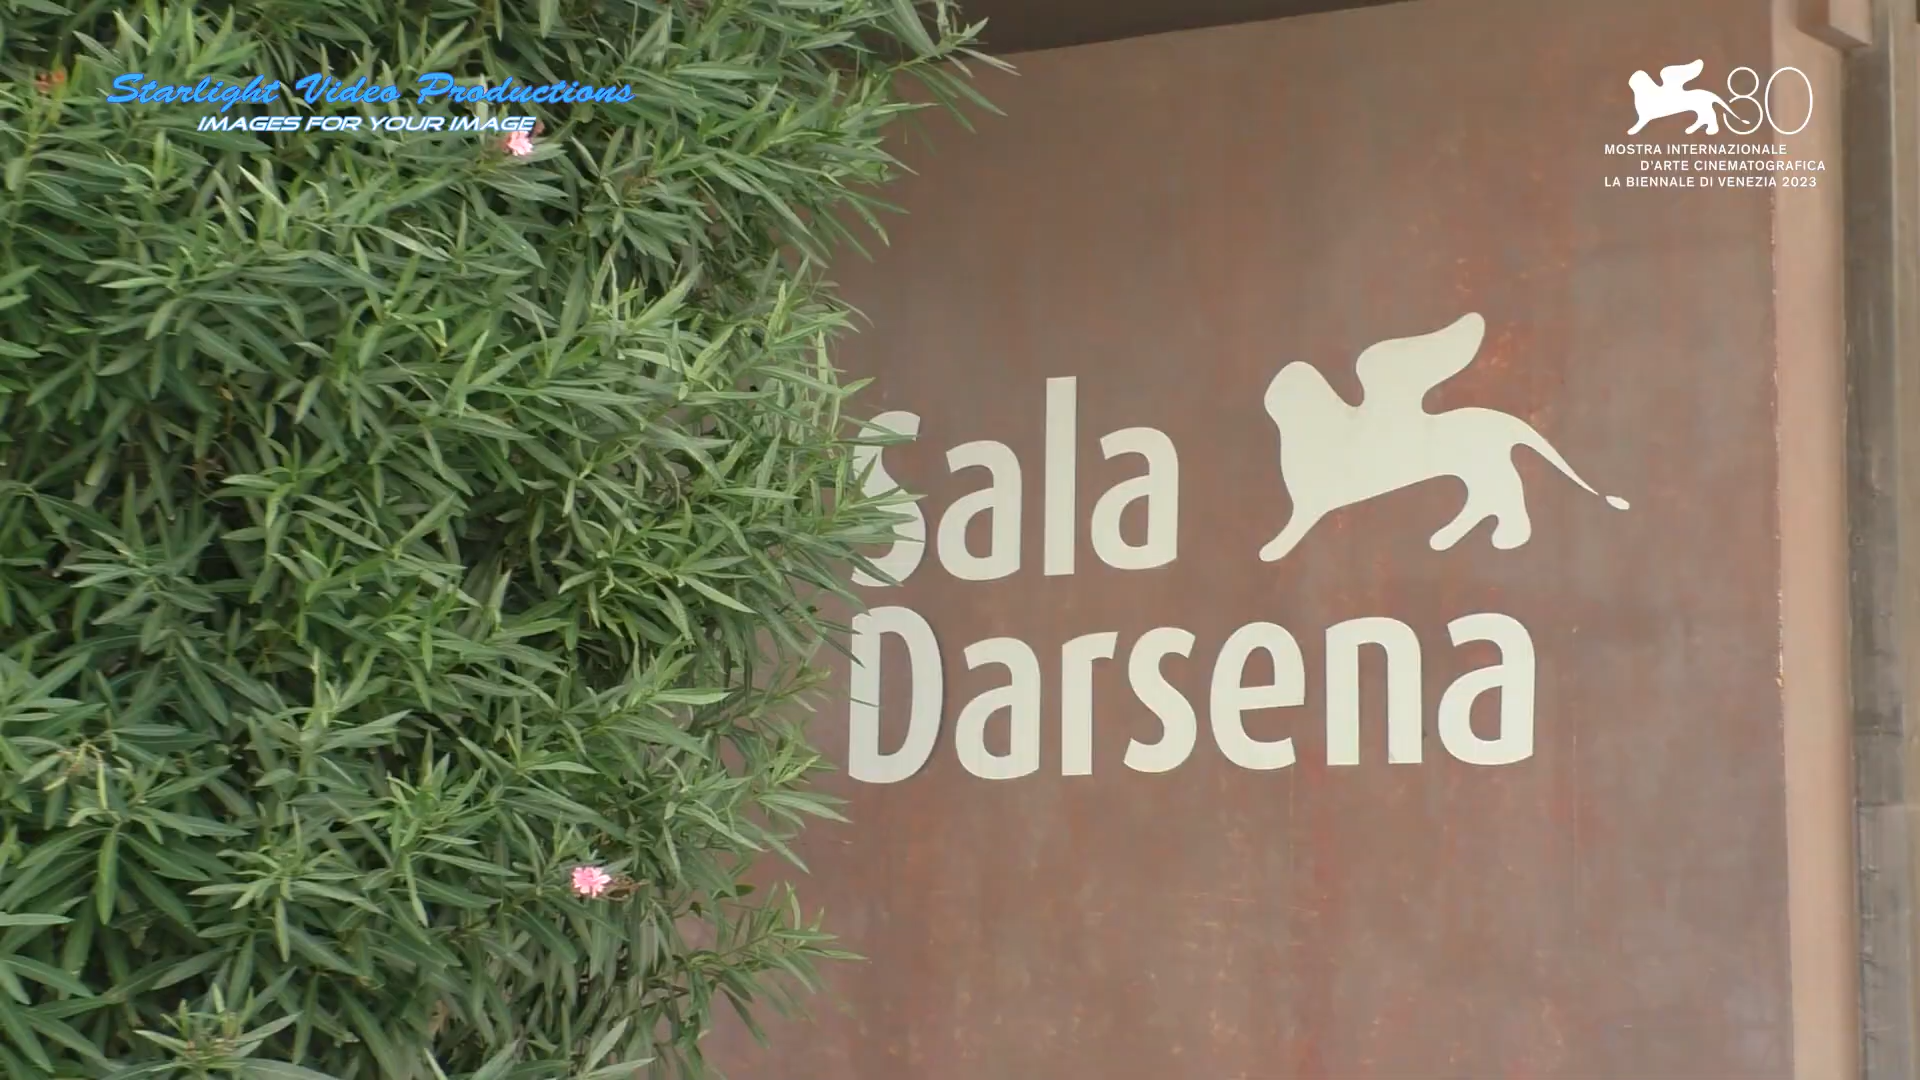 Starlight Video Productions
IMAGES FOR YOUR IMAGE
80
MOSTRA INTERNAZIONALE
D'ARTE CINEMATOGRAFICA
LA BIENNALE DI VENEZIA 2023
Sala
Darsena